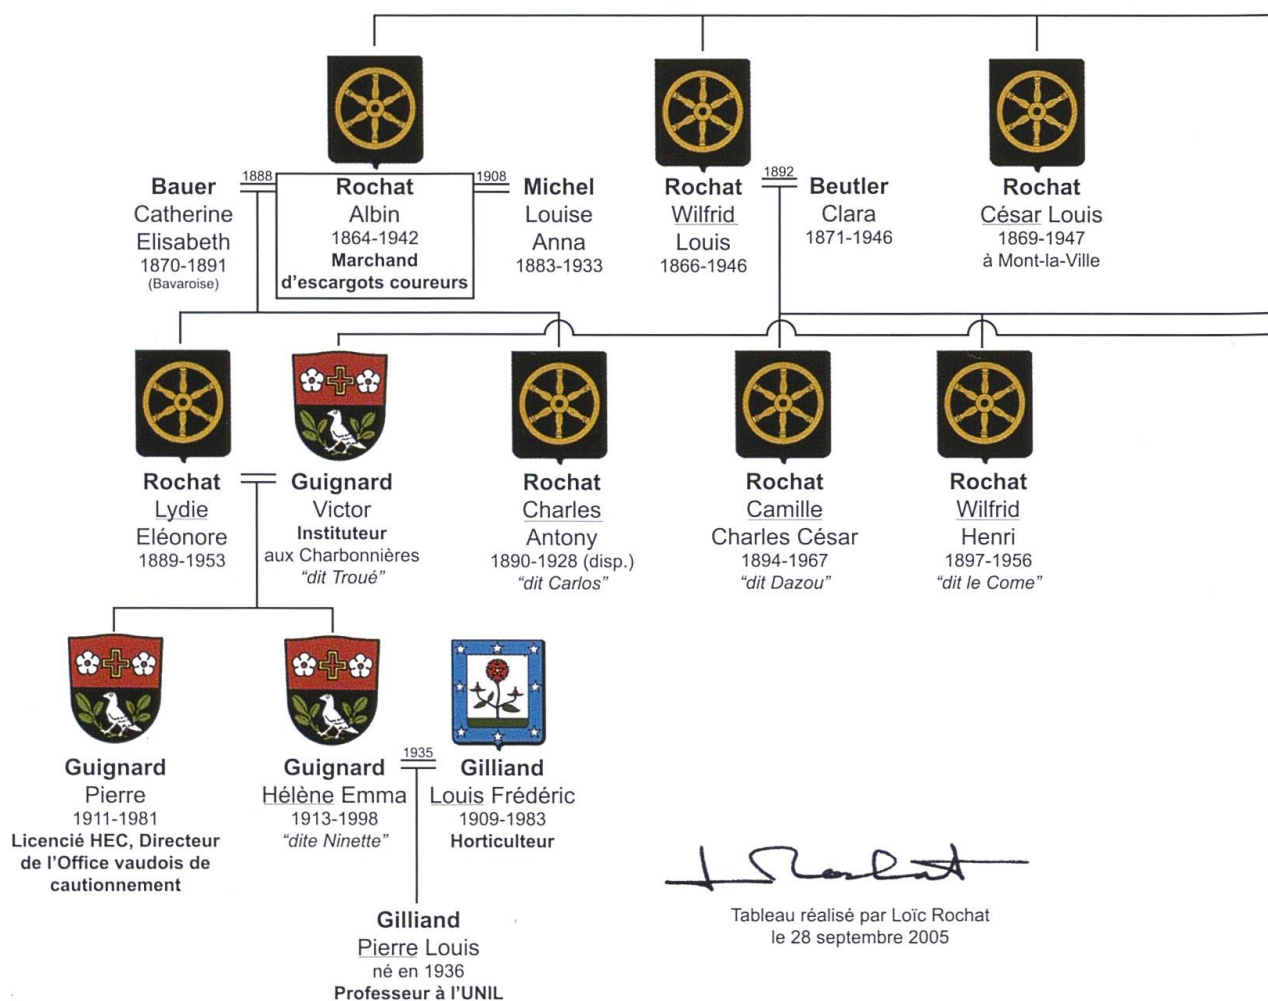 1888
Bauer
Catherine
Elisabeth
1870-1891
(Bavaroise)
Rochat
Albin
1864-1942
Marchand
d’escargots coureurs
1908
Michel
Louise
Anna
1883-1933
Rochat
Wilfrid
Louis
1866-1946
1892
Beutler
Clara
1871-1946
Rochat
César Louis
1869-1947
à Mont-la-Ville
Rochat
Lydie
Eléonore
1889-1953
Guignard
Victor
Instituteur
aux Charbonnières
“dit Troué”
Rochat
Charles
Antony
1890-1928 (disp.)
“dit Carlos”
Rochat
Camille
Charles César
1894-1967
“dit Dazou”
Rochat
Wilfrid
Henri
1897-1956
“dit le Come”
Guignard
Pierre
1911-1981
Licencié HEC, Directeur
de l’Office vaudois de
cautionnement
Guignard
Hélène Emma
1913-1998
“dite Ninette”
1935
Gilliand
Louis Frédéric
1909-1983
Horticulteur
Gilliand
Pierre Louis
né en 1936
Professeur à l’UNIL
L Rochat
Tableau réalisé par Loïc Rochat
le 28 septembre 2005